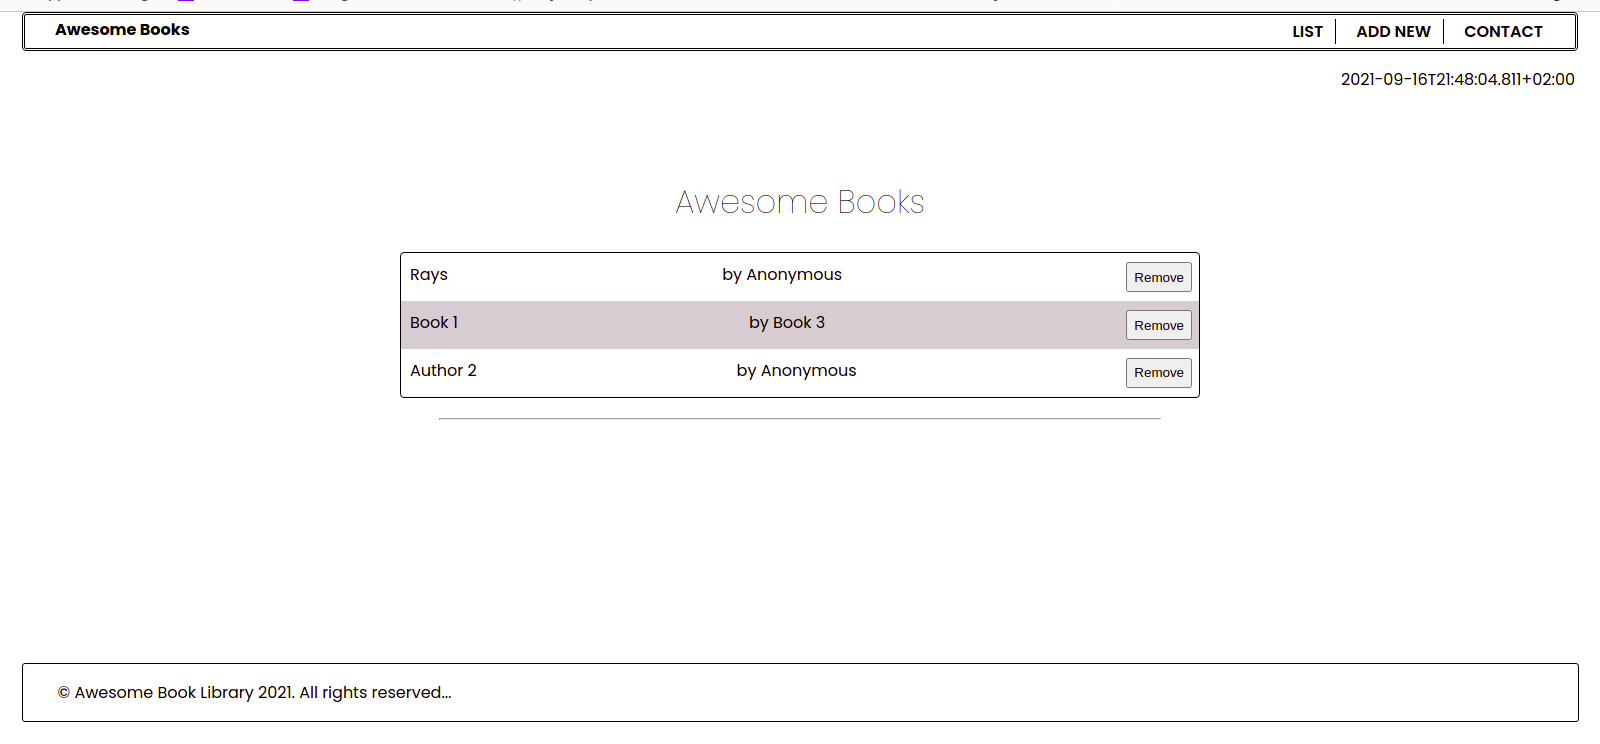 Awesome Books
LIST ADD NEW CONTACT
2021-09-16T21:48:04.811+02:00
Awesome Books
Rays by Anonymous Remove
Book 1 by Book 3 Remove
Author 2 by Anonymous Remove
© Awesome Book Library 2021. All rights reserved...